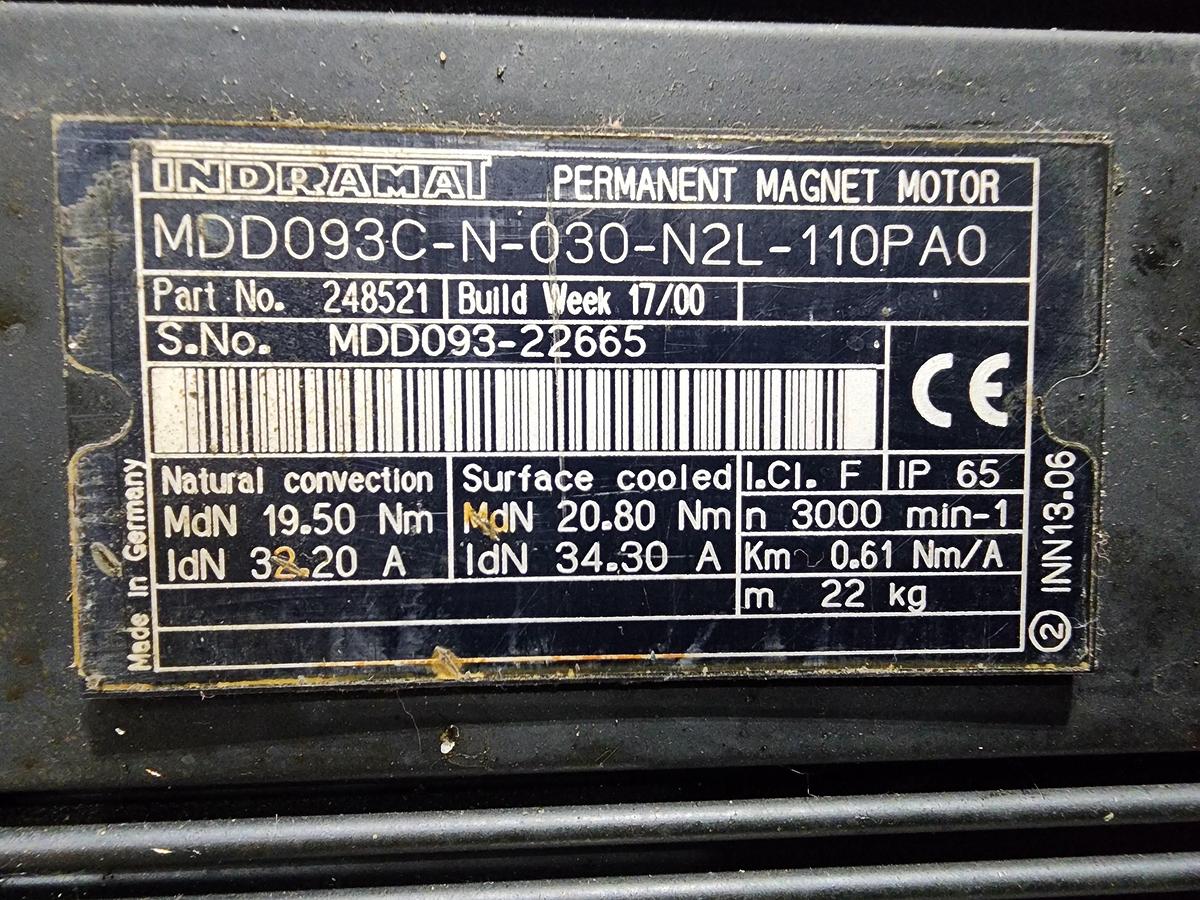 INDRAMAT PERMANENT MAGNET MOTOR
MDD093C-N-030-N2L-110PA0
Part No. 248521 Build Week 17/00
S.No. MDD093-22665
CE
Natural convection Surface cooled I.Cl. F IP 65
MdN 19.50 Nm MdN 20.80 Nm n 3000 min-1
IdN 32.20 A IdN 34.30 A Km 0.61 Nm/A
m 22 kg
Made in Germany
② INN13.06